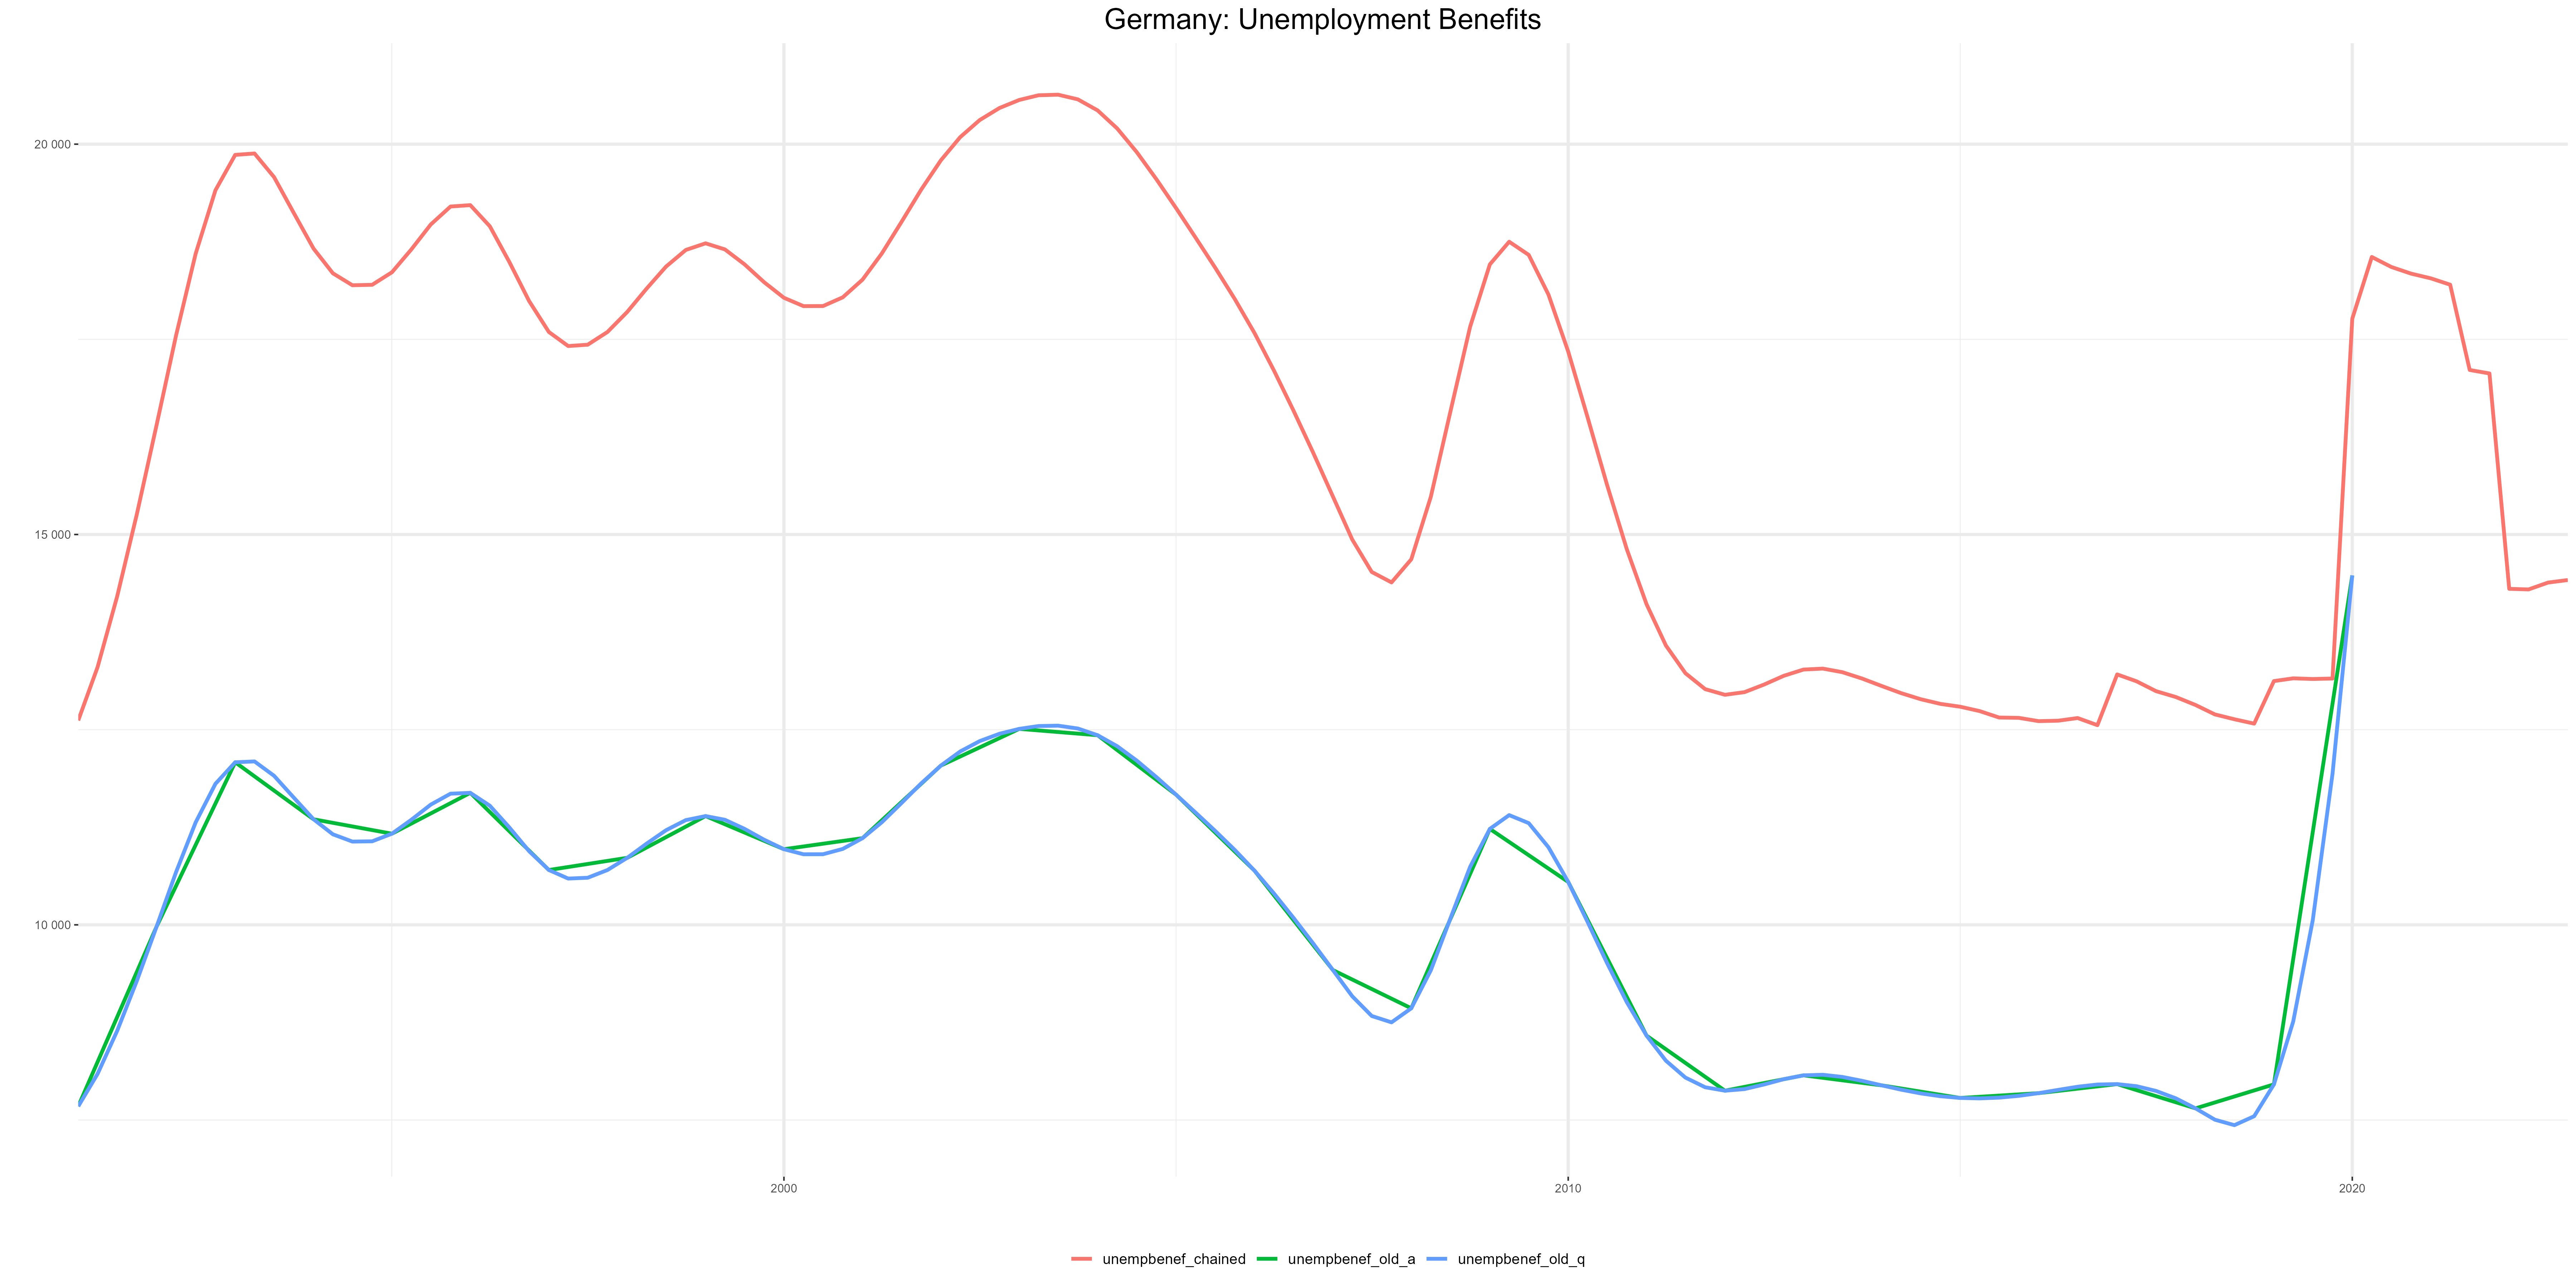 Germany: Unemployment Benefits
20 000
15 000
10 000
2000 2010 2020
unempbenef_chained unempbenef_old_a unempbenef_old_q